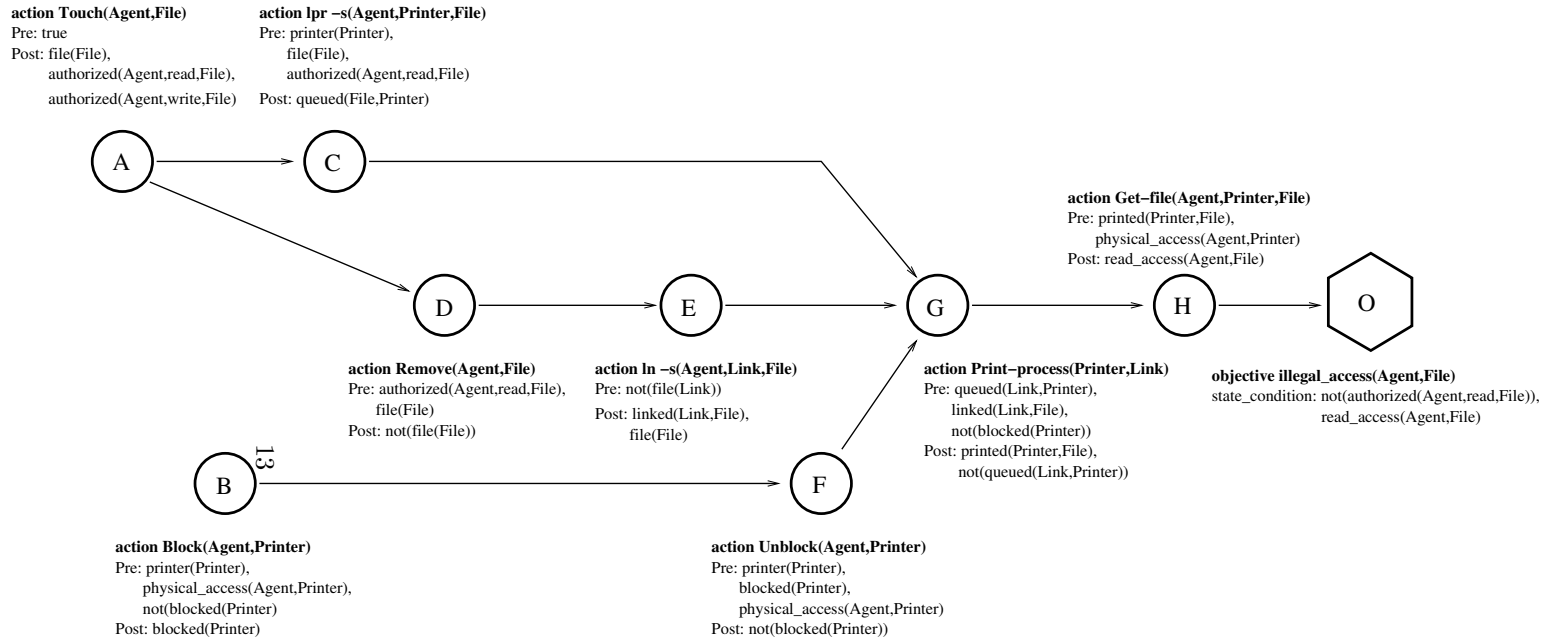 action Touch(Agent,File)
Pre: true
Post: file(File),
authorized(Agent,read,File),
authorized(Agent,write,File)
action lpr −s(Agent,Printer,File)
Pre: printer(Printer),
file(File),
authorized(Agent,read,File)
Post: queued(File,Printer)
A
C
action Get−file(Agent,Printer,File)
Pre: printed(Printer,File),
physical_access(Agent,Printer)
Post: read_access(Agent,File)
D
E
G
H
O
action Remove(Agent,File)
Pre: authorized(Agent,read,File),
file(File)
Post: not(file(File))
action ln −s(Agent,Link,File)
Pre: not(file(Link))
Post: linked(Link,File),
file(File)
action Print−process(Printer,Link)
Pre: queued(Link,Printer),
linked(Link,File),
not(blocked(Printer))
Post: printed(Printer,File),
not(queued(Link,Printer))
objective illegal_access(Agent,File)
state_condition: not(authorized(Agent,read,File)),
read_access(Agent,File)
13
B
F
action Block(Agent,Printer)
Pre: printer(Printer),
physical_access(Agent,Printer),
not(blocked(Printer)
Post: blocked(Printer)
action Unblock(Agent,Printer)
Pre: printer(Printer),
blocked(Printer),
physical_access(Agent,Printer)
Post: not(blocked(Printer))